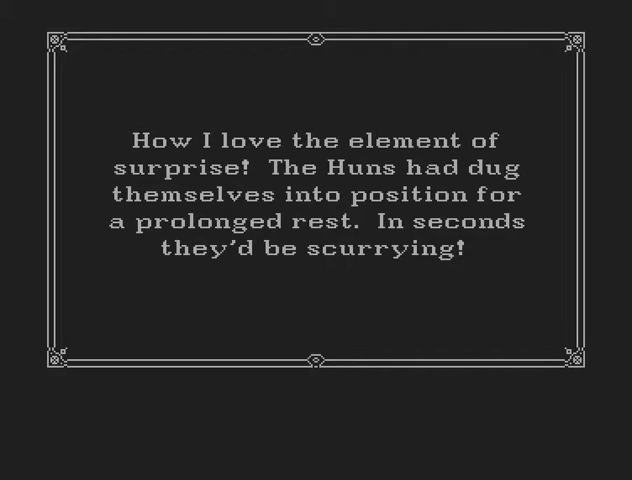 How I love the element of
surprise!  The Huns had dug
themselves into position for
a prolonged rest.  In seconds
they'd be scurrying!